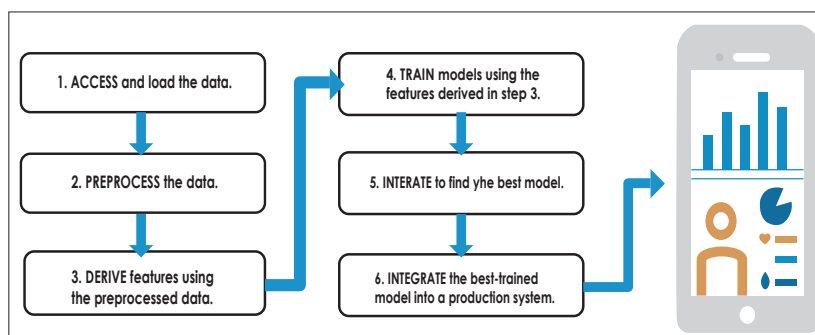 1. ACCESS and load the data.
2. PREPROCESS the data.
3. DERIVE features using
the preprocessed data.
4. TRAIN models using the
features derived in step 3.
5. INTERATE to find yhe best model.
6. INTEGRATE the best-trained
model into a production system.